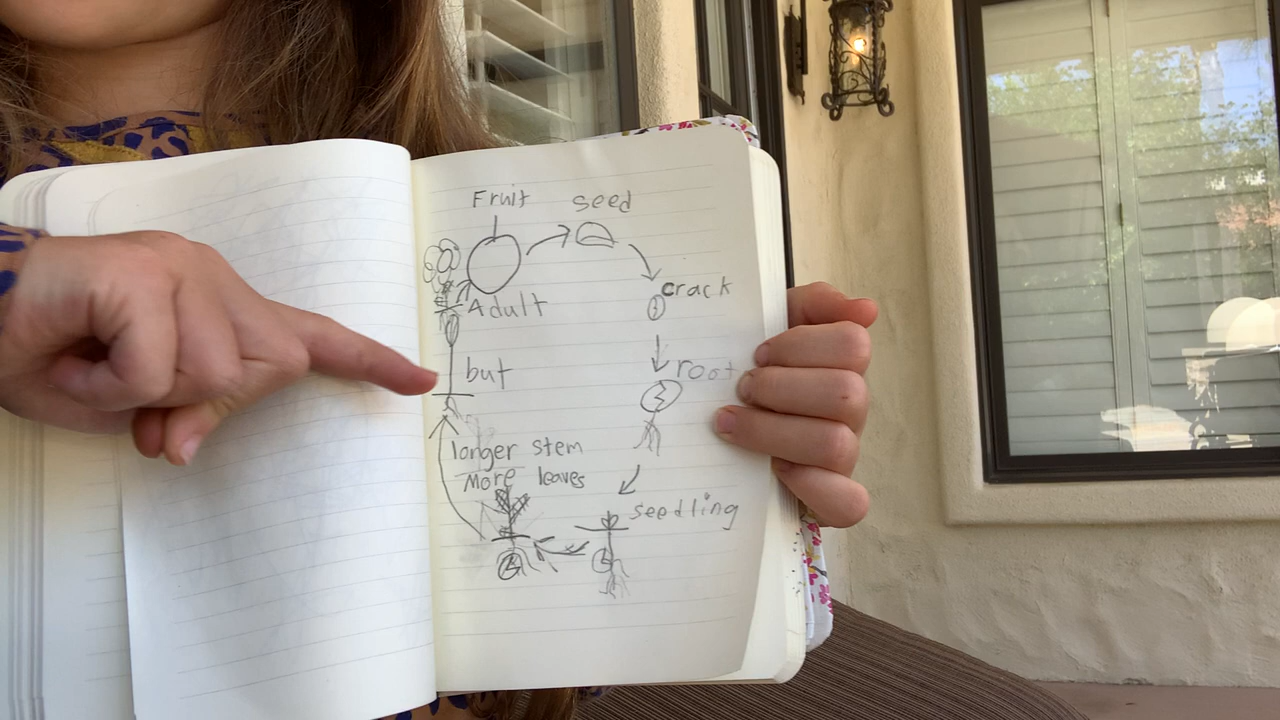 Fruit seed
crack
Adult
root
but
longer stem
More leaves
seedling